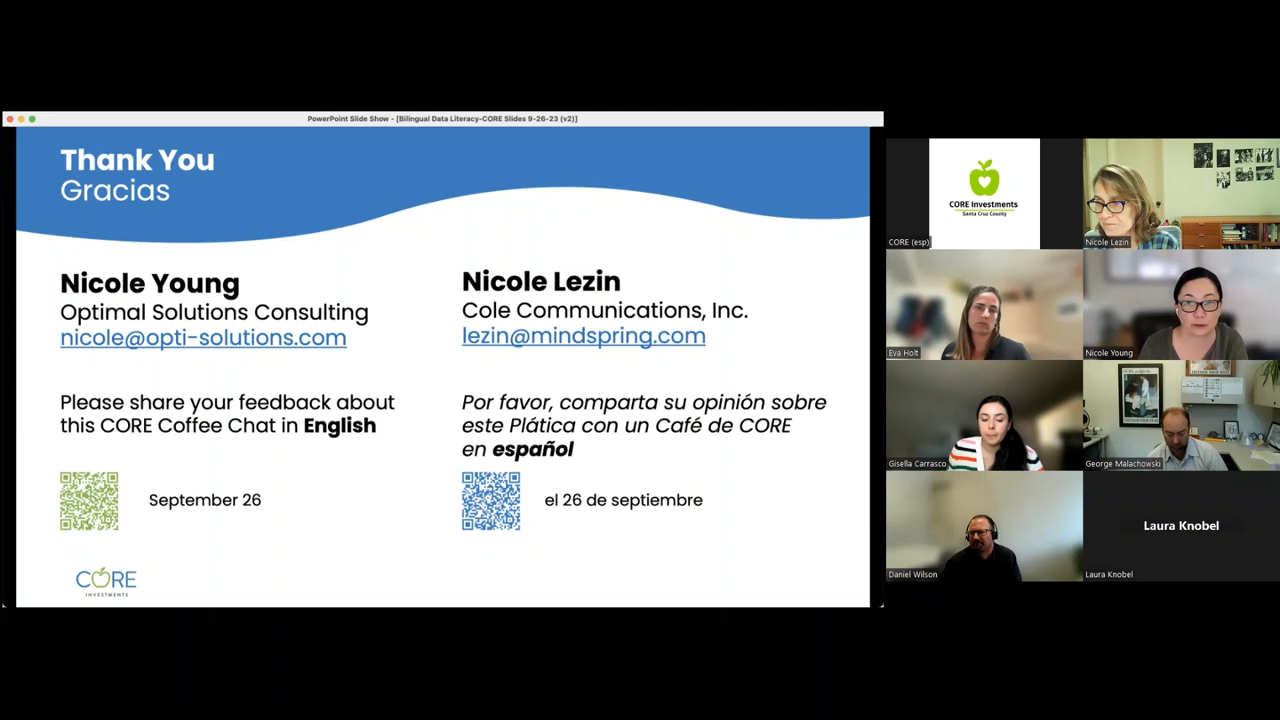 PowerPoint Slide Show - [Bilingual Data Literacy-CORE Slides 9-26-23 (v2)]
Thank You
Gracias
Nicole Young
Optimal Solutions Consulting
nicole@opti-solutions.com
Nicole Lezin
Cole Communications, Inc.
lezin@mindspring.com
Please share your feedback about
this CORE Coffee Chat in English
Por favor, comparta su opinión sobre
este Plática con un Café de CORE
en español
September 26
el 26 de septiembre
CORE
INVESTMENTS
CORE Investments
Santa Cruz County
CORE (esp)
Nicole Lezin
Eva Holt
Nicole Young
Gisella Carrasco
George Malachowski
Daniel Wilson
Laura Knobel
Laura Knobel